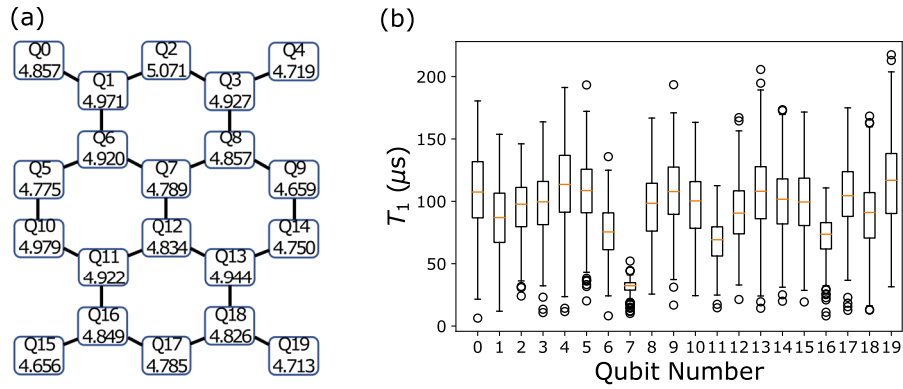 (a)
Q0
4.857
Q2
5.071
Q4
4.719
Q1
4.971
Q3
4.927
Q6
4.920
Q8
4.857
Q5
4.775
Q7
4.789
Q9
4.659
Q10
4.979
Q12
4.834
Q14
4.750
Q11
4.922
Q13
4.944
Q16
4.849
Q18
4.826
Q15
4.656
Q17
4.785
Q19
4.713
(b)
T1 (μs)
200
150
100
50
0
0 1 2 3 4 5 6 7 8 9 10 11 12 13 14 15 16 17 18 19
Qubit Number